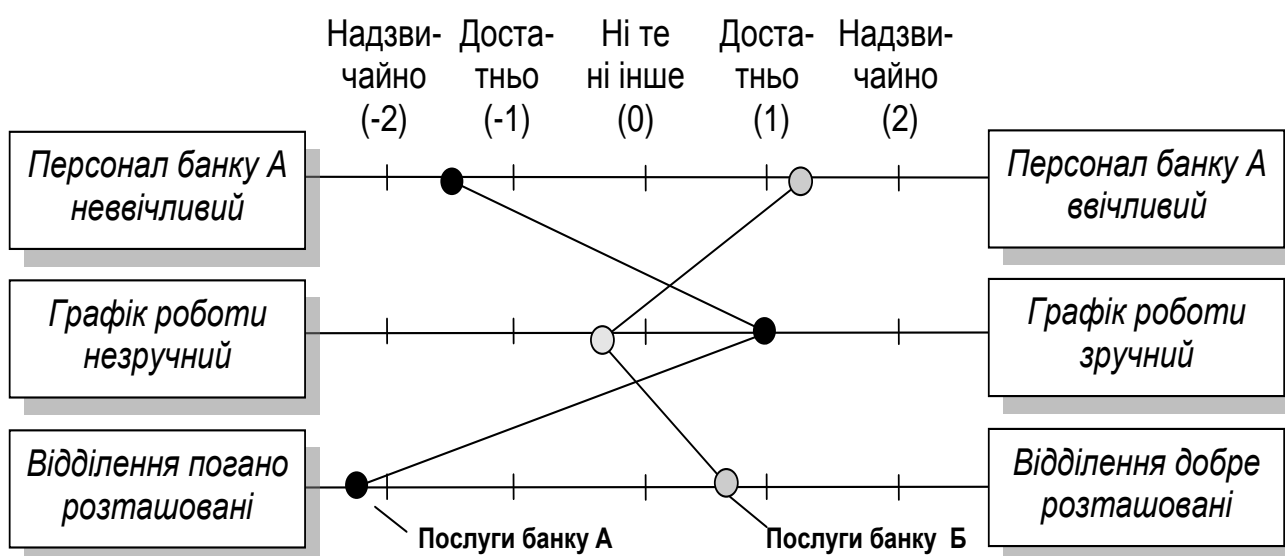 Надзви- Доста- Ні те Доста- Надзви-
чайно тньо ні інше тньо чайно
(-2) (-1) (0) (1) (2)
Персонал банку А
неввічливий
Персонал банку А
ввічливий
Графік роботи
незручний
Графік роботи
зручний
Відділення погано
розташовані
Відділення добре
розташовані
Послуги банку А
Послуги банку Б